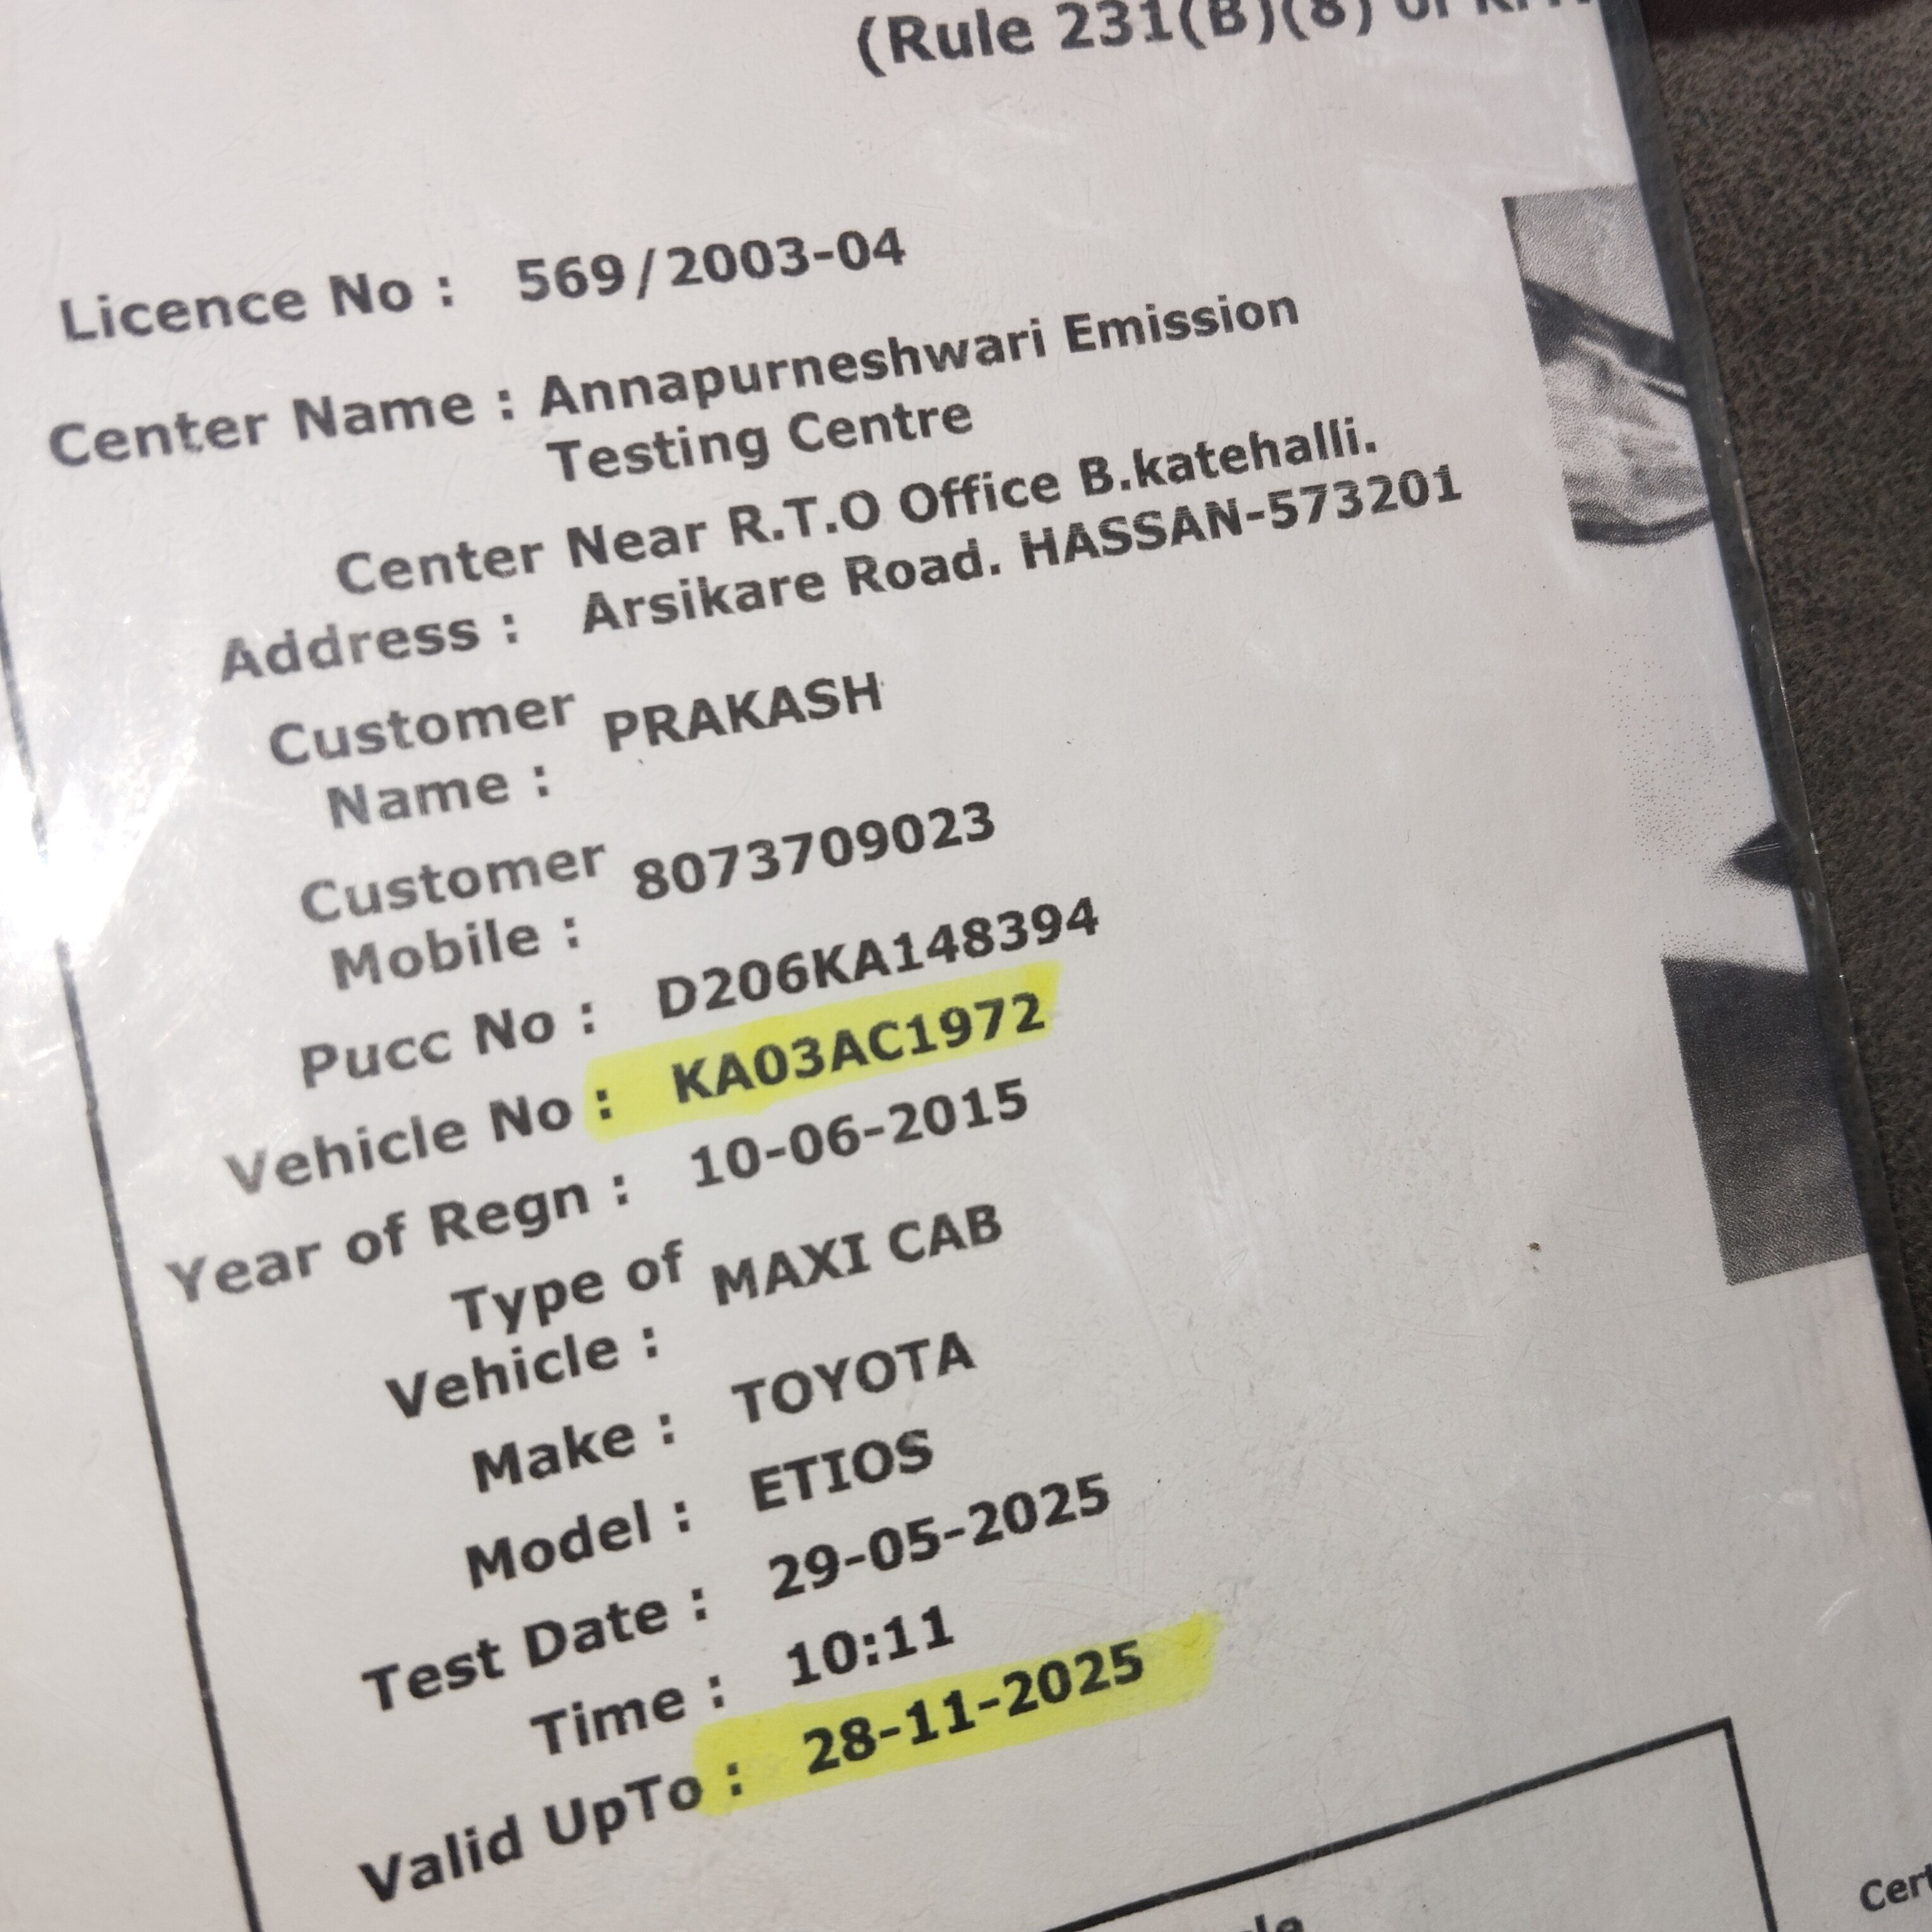 (Rule 231(B)(8) of
Licence No : 569/2003-04
Center Name : Annapurneshwari Emission
Testing Centre
Center Near R.T.O Office B.katehalli.
Address : Arsikare Road. HASSAN-573201
Customer PRAKASH
Name :
Customer 8073709023
Mobile :
Pucc No : D206KA148394
Vehicle No : KA03AC1972
Year of Regn : 10-06-2015
Type of MAXI CAB
Vehicle :
Make : TOYOTA
Model : ETIOS
Test Date : 29-05-2025
Time : 10:11
Valid UpTo : 28-11-2025